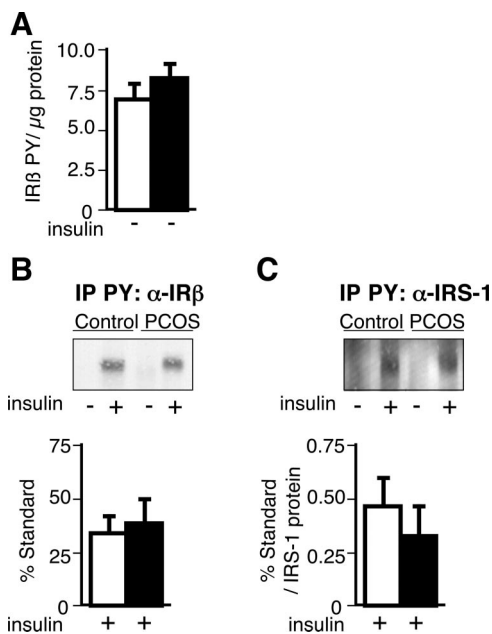 A
10.0
7.5
5.0
2.5
0
IRß PY/ µg protein
insulin - -
B
IP PY: α-IRβ
Control PCOS
insulin - + - +
75
50
25
0
% Standard
insulin + +
C
IP PY: α-IRS-1
Control PCOS
insulin - + - +
0.75
0.50
0.25
0
% Standard
/ IRS-1 protein
insulin + +